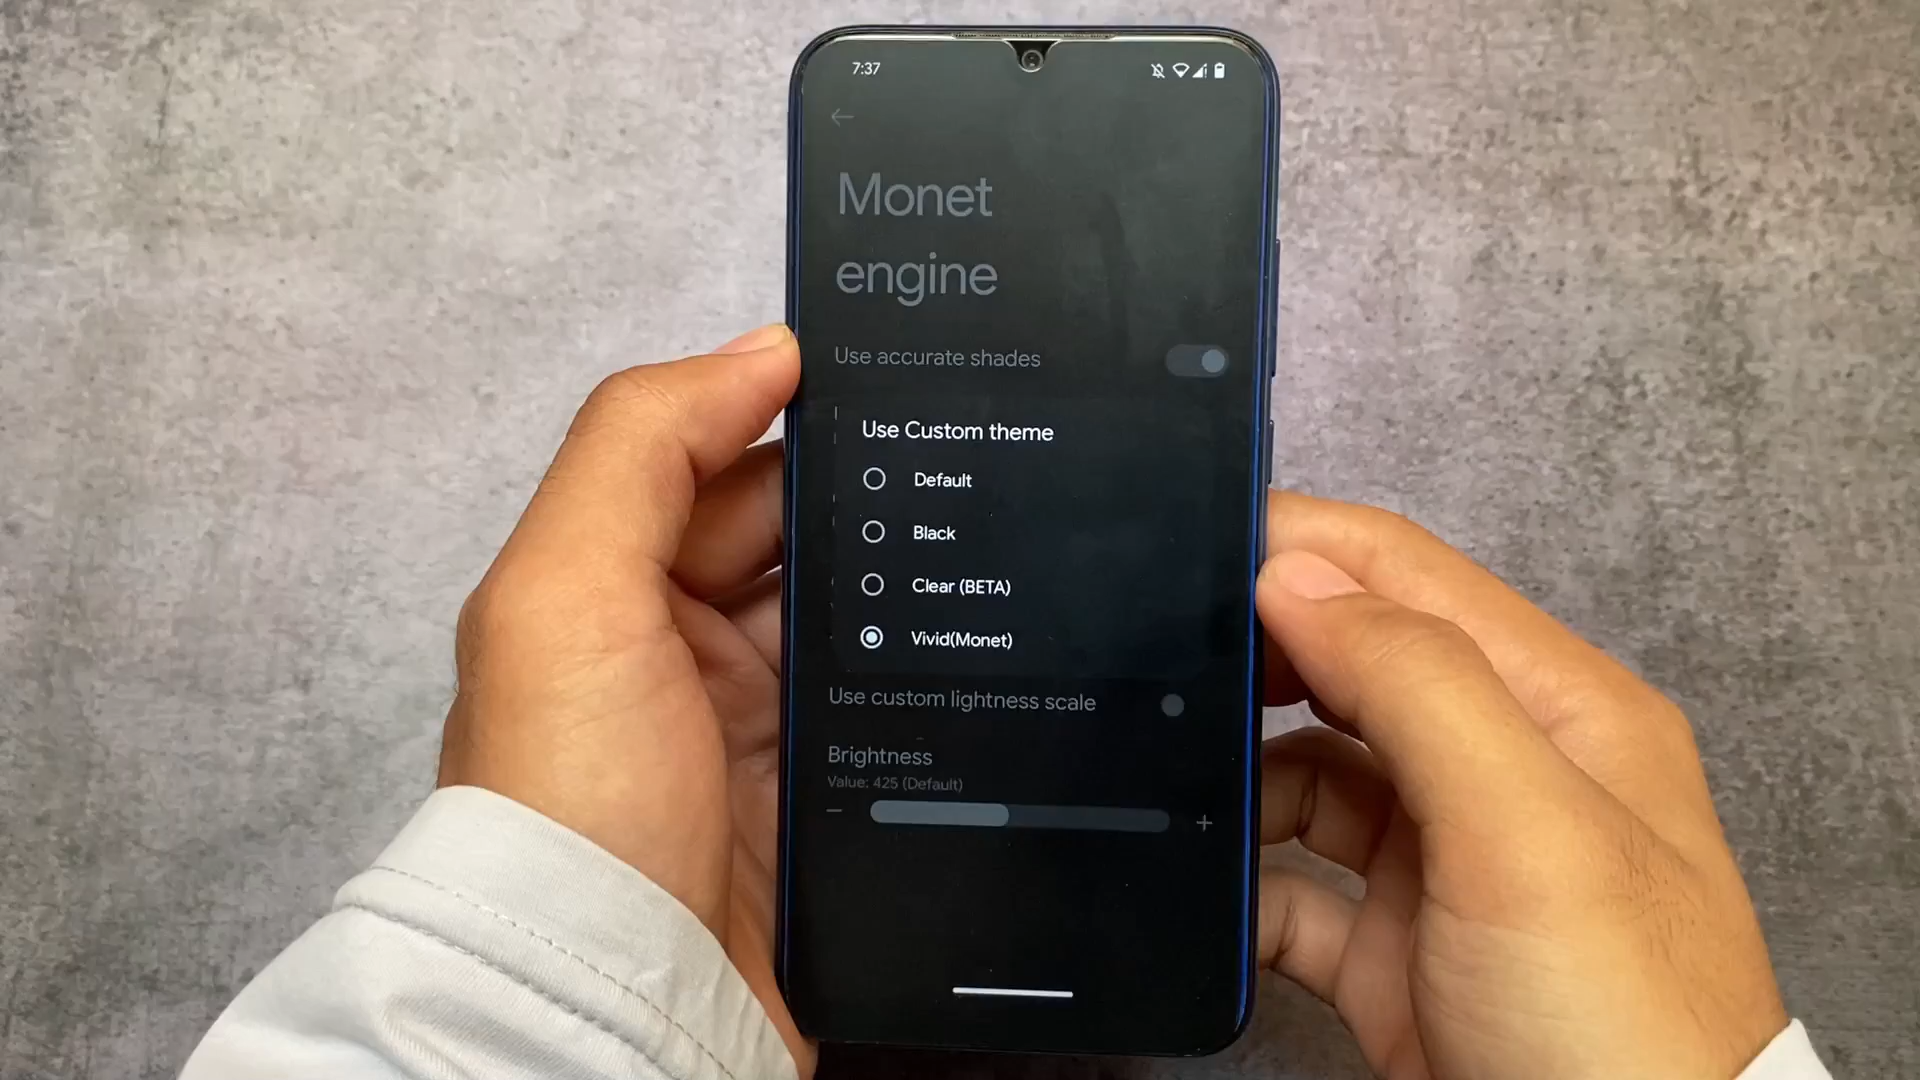 7:37
Monet
engine
Use accurate shades
Use Custom theme
Default
Black
Clear (BETA)
Vivid(Monet)
Use custom lightness scale
Brightness
Value: 425 (Default)